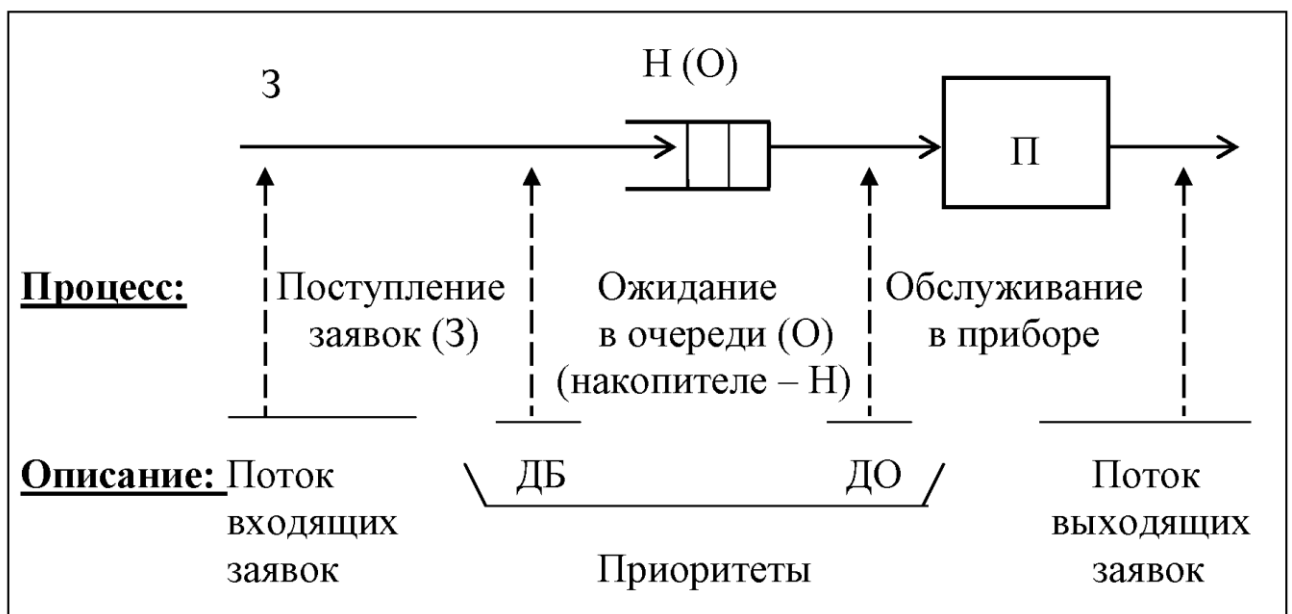 Н (О)
З
П
Процесс: Поступление Ожидание Обслуживание
заявок (З) в очереди (О) в приборе
(накопителе – Н)
Описание: Поток ДБ ДО Поток
входящих выходящих
заявок Приоритеты заявок